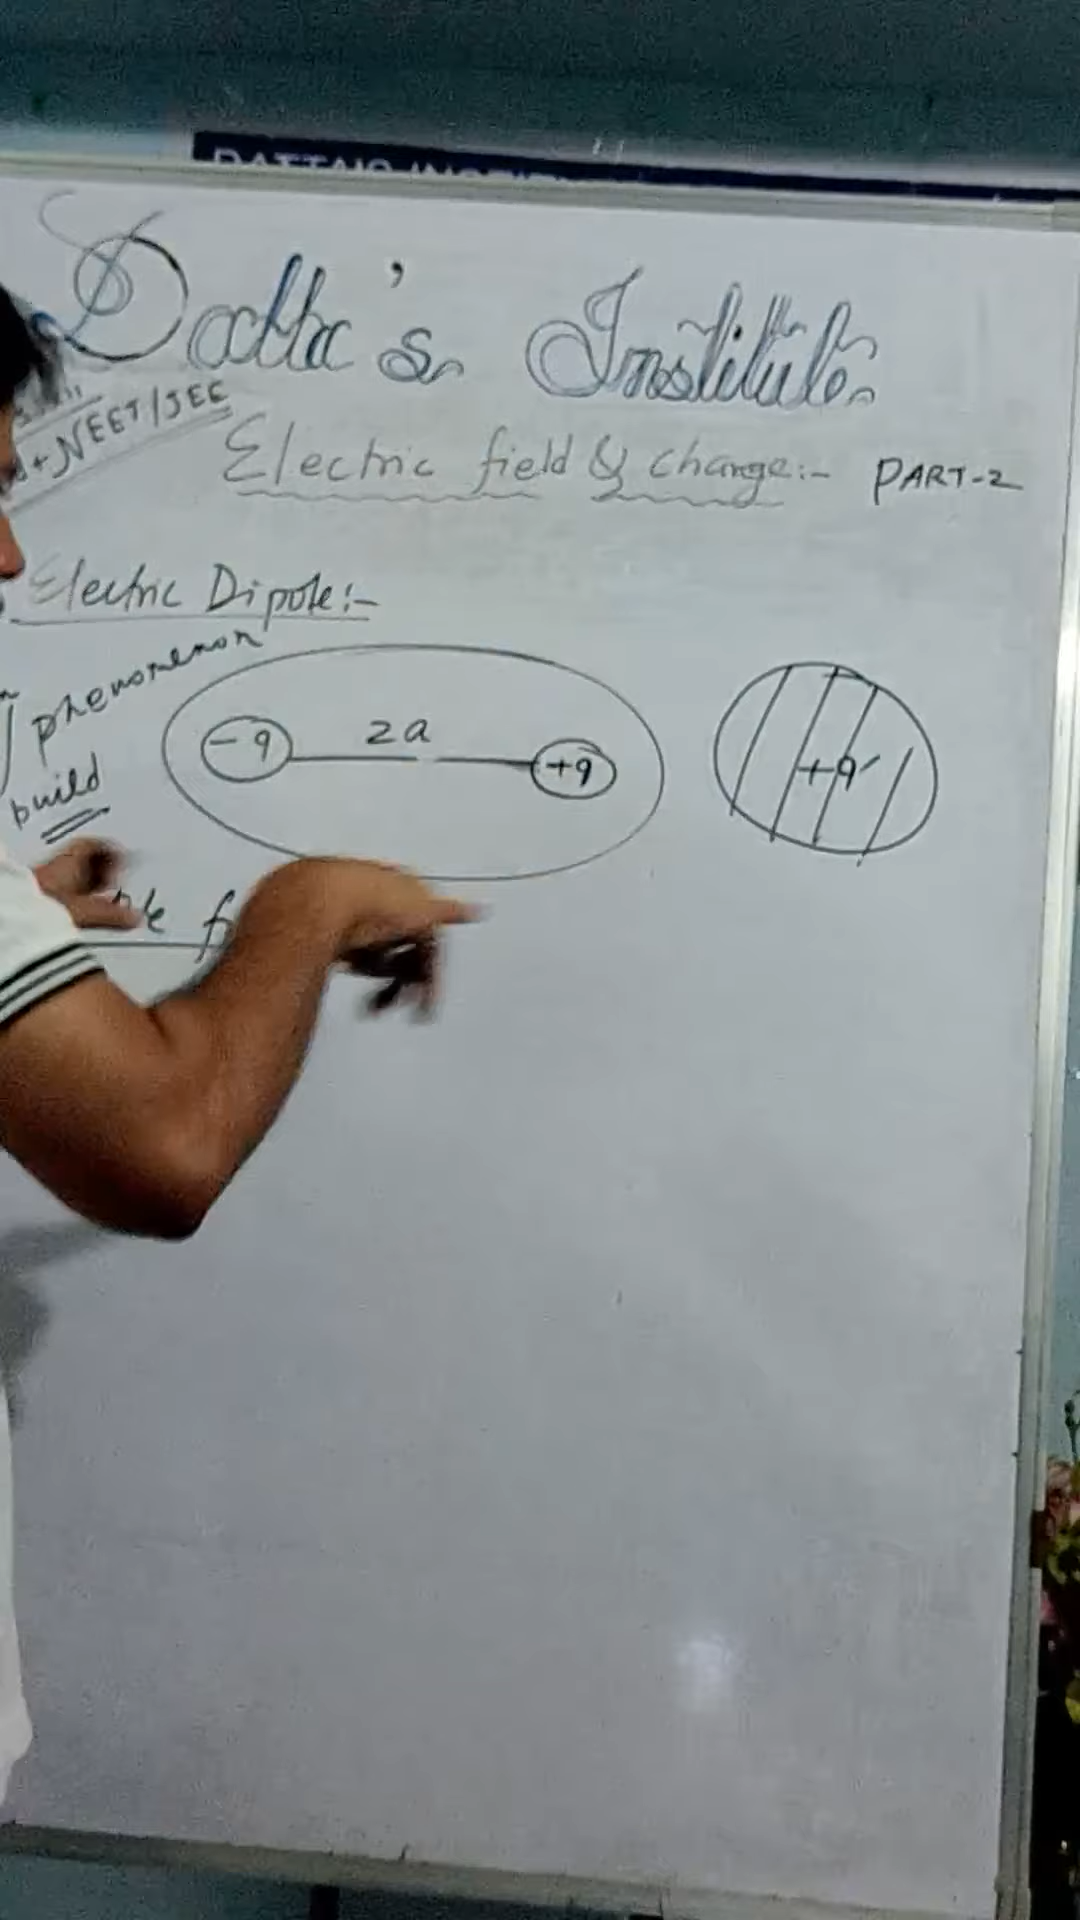 Datta's Institute
+NEET/JEE
Electric field & charge:- PART-2
Electric Dipole:-
phenomenon
build
-q 2a +q
+q